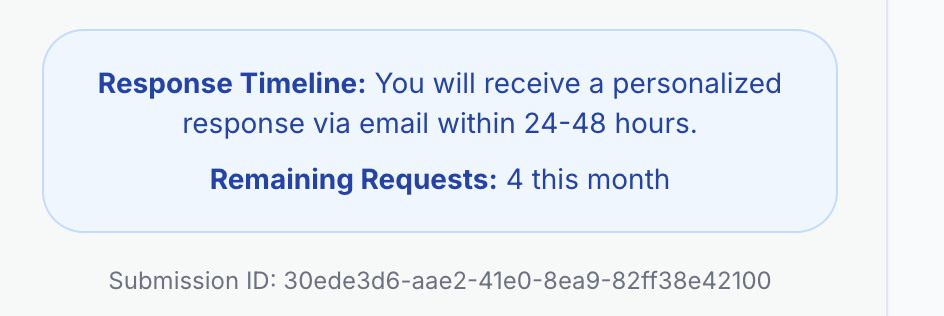 Response Timeline: You will receive a personalized
response via email within 24-48 hours.
Remaining Requests: 4 this month
Submission ID: 30ede3d6-aae2-41e0-8ea9-82ff38e42100